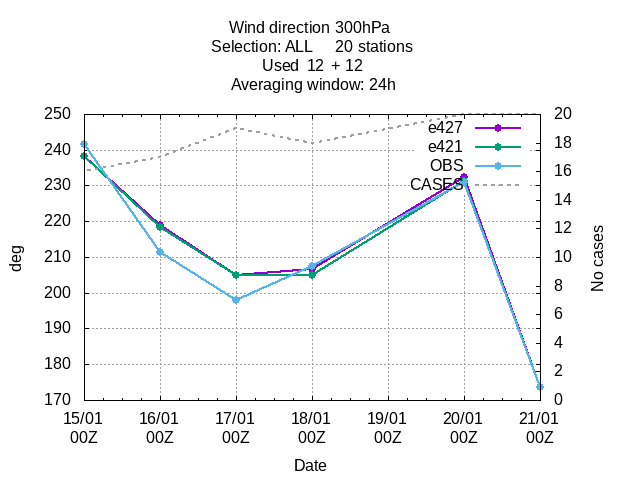 Wind direction 300hPa
Selection: ALL 20 stations
Used 12 + 12
Averaging window: 24h
250
240
230
220
210
200
190
180
170
deg
20
18
16
14
12
10
8
6
4
2
0
No cases
e427
e421
OBS
CASES
15/01 16/01 17/01 18/01 19/01 20/01 21/01
00Z 00Z 00Z 00Z 00Z 00Z 00Z
Date